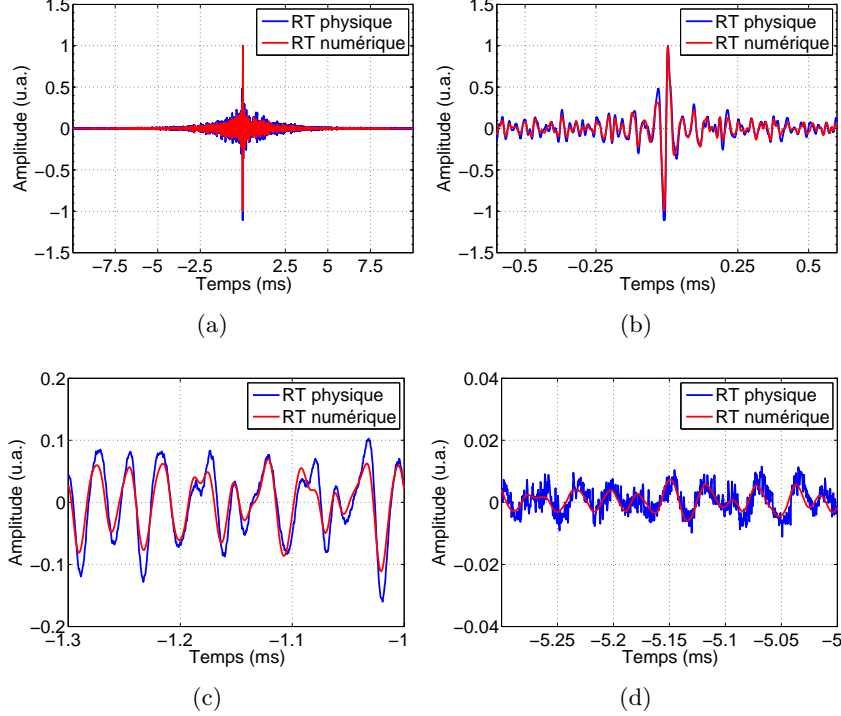 1.5
1
0.5
0
−0.5
−1
−1.5
Amplitude (u.a.)
RT physique
RT numérique
−7.5 −5 −2.5 2.5 5 7.5
Temps (ms)
(a)
1.5
1
0.5
0
−0.5
−1
−1.5
Amplitude (u.a.)
RT physique
RT numérique
−0.5 −0.25 0.25 0.5
Temps (ms)
(b)
0.2
0.1
0
−0.1
−0.2
Amplitude (u.a.)
RT physique
RT numérique
−1.3 −1.2 −1.1 −1
Temps (ms)
(c)
0.04
0.02
0
−0.02
−0.04
Amplitude (u.a.)
RT physique
RT numérique
−5.25 −5.2 −5.15 −5.1 −5.05 −5
Temps (ms)
(d)